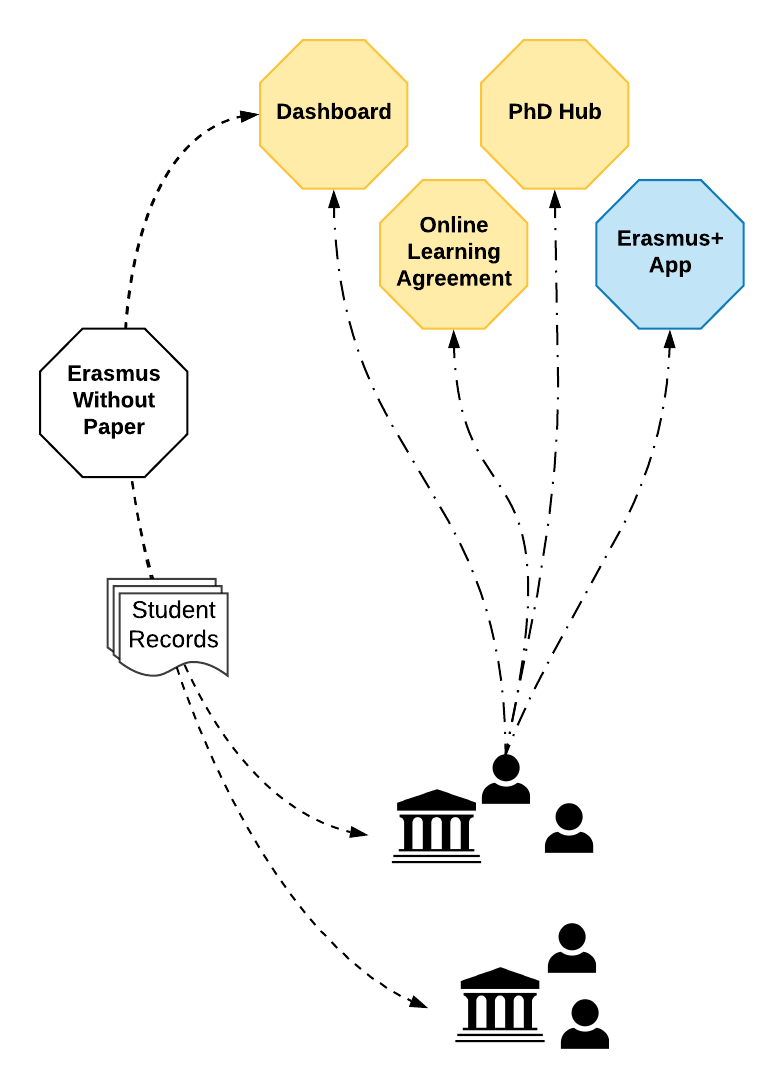 Dashboard
PhD Hub
Online
Learning
Agreement
Erasmus+
App
Erasmus
Without
Paper
Student
Records